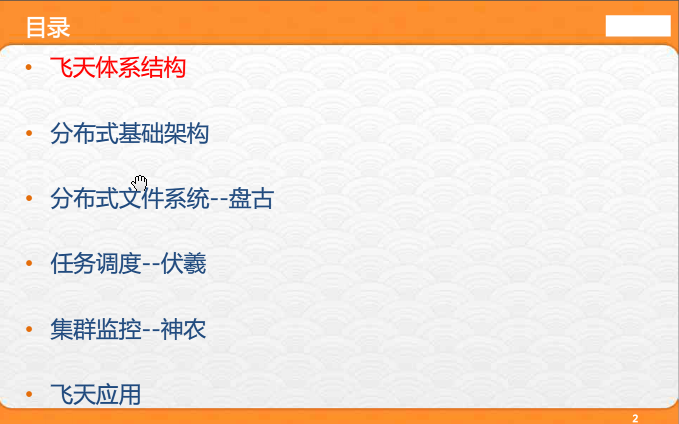 目录
• 飞天体系结构
• 分布式基础架构
• 分布式文件系统--盘古
• 任务调度--伏羲
• 集群监控--神农
• 飞天应用
2